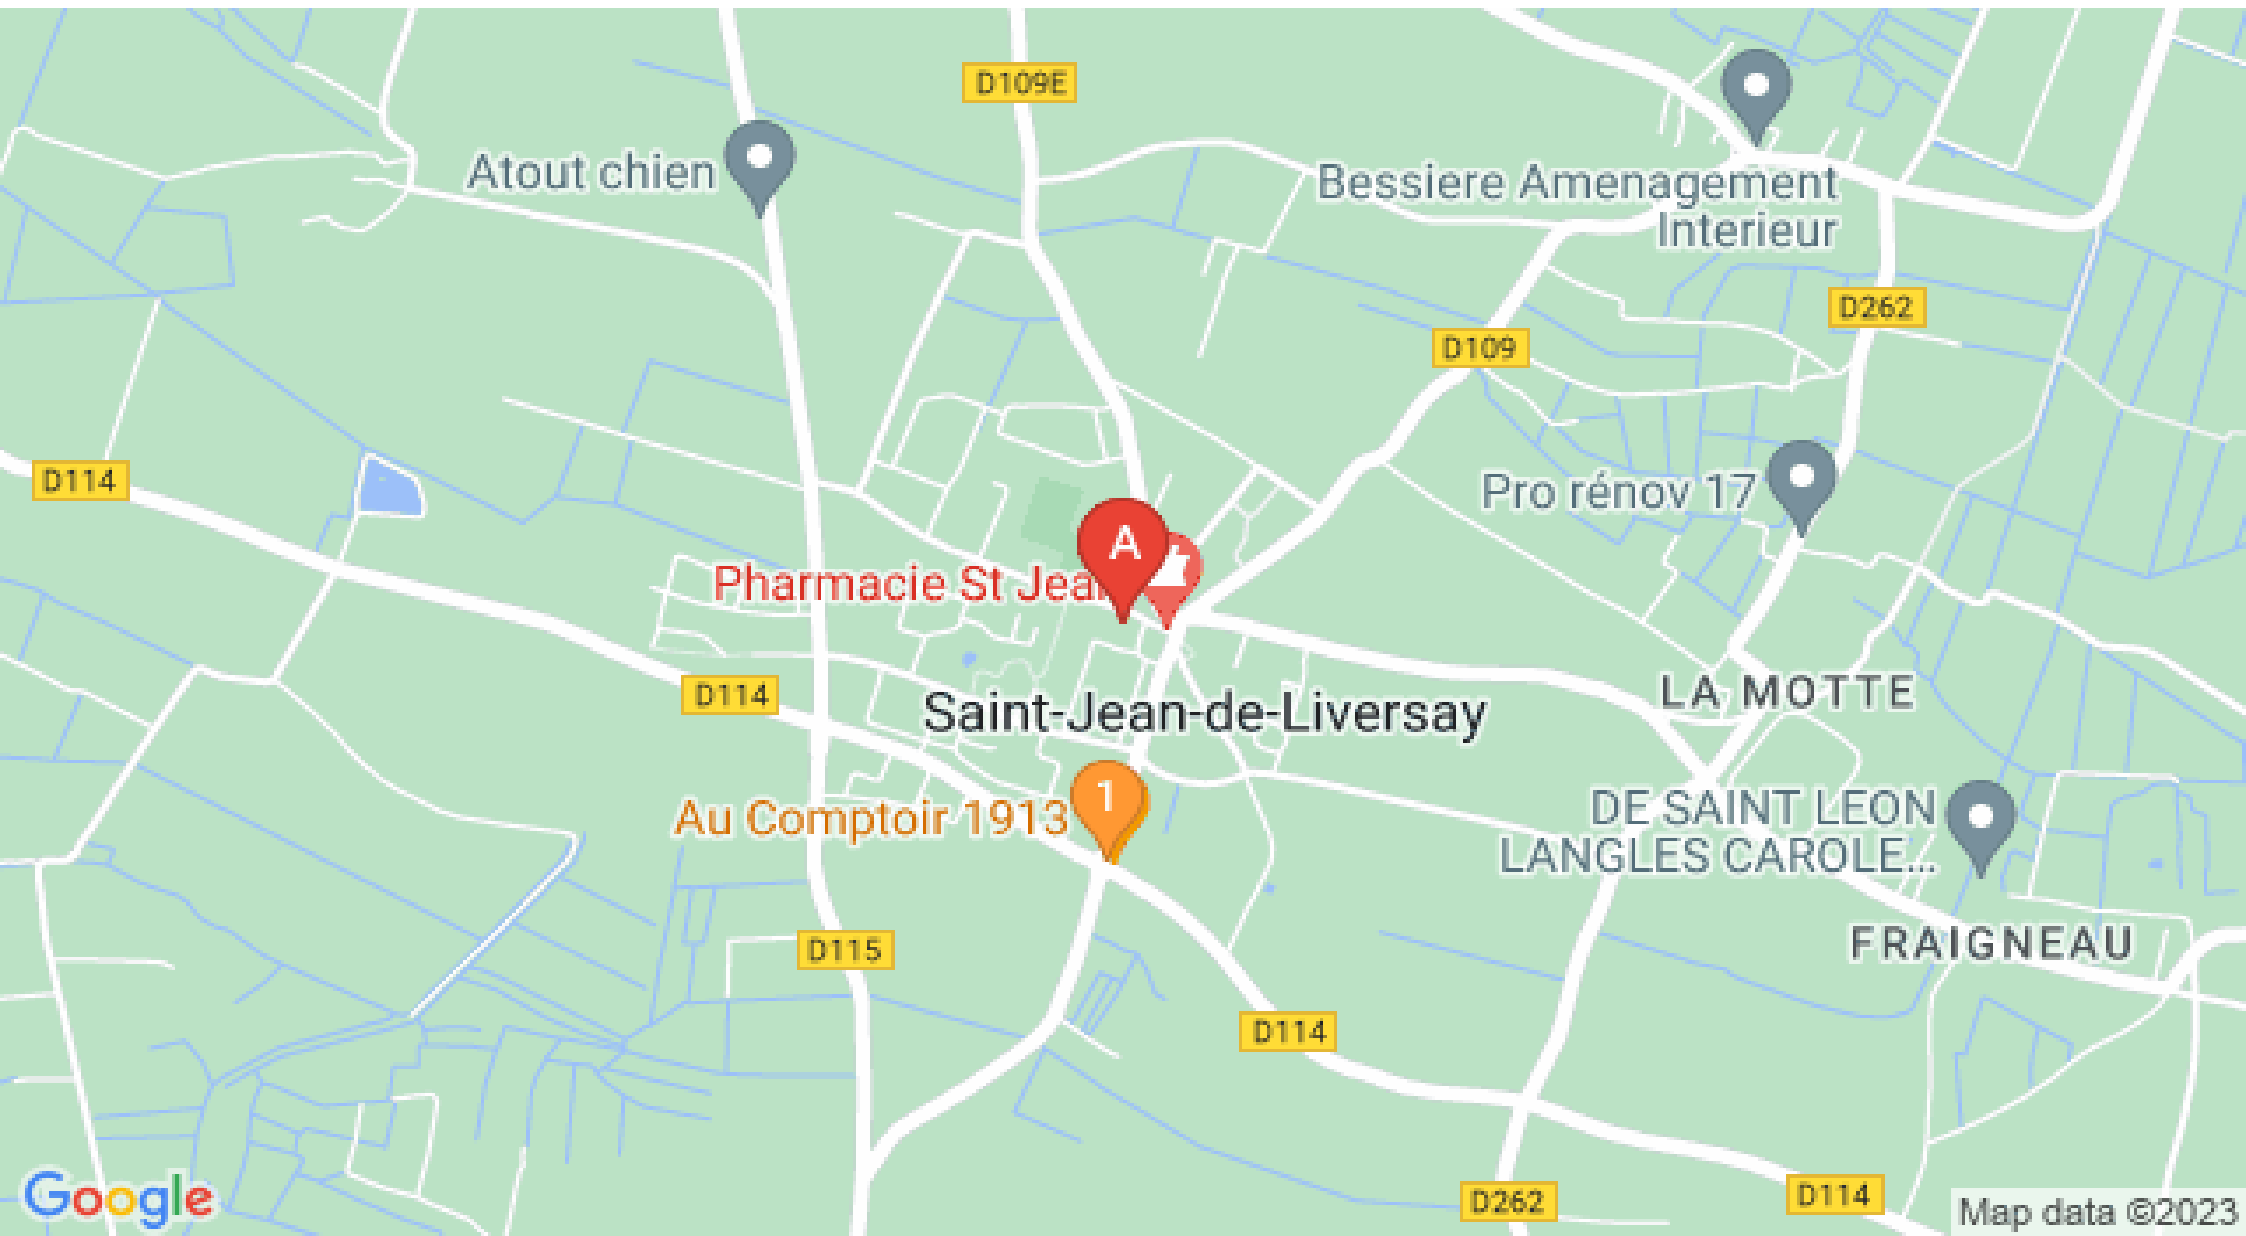 D109E
Atout chien
Bessiere Amenagement
Interieur
D262
D109
D114
Pro rénov 17
A
Pharmacie St Jean
D114
LA MOTTE
Saint-Jean-de-Liversay
1
Au Comptoir 1913
DE SAINT LEON
LANGLES CAROLE...
D115
FRAIGNEAU
D114
D262
D114
Google
Map data ©2023